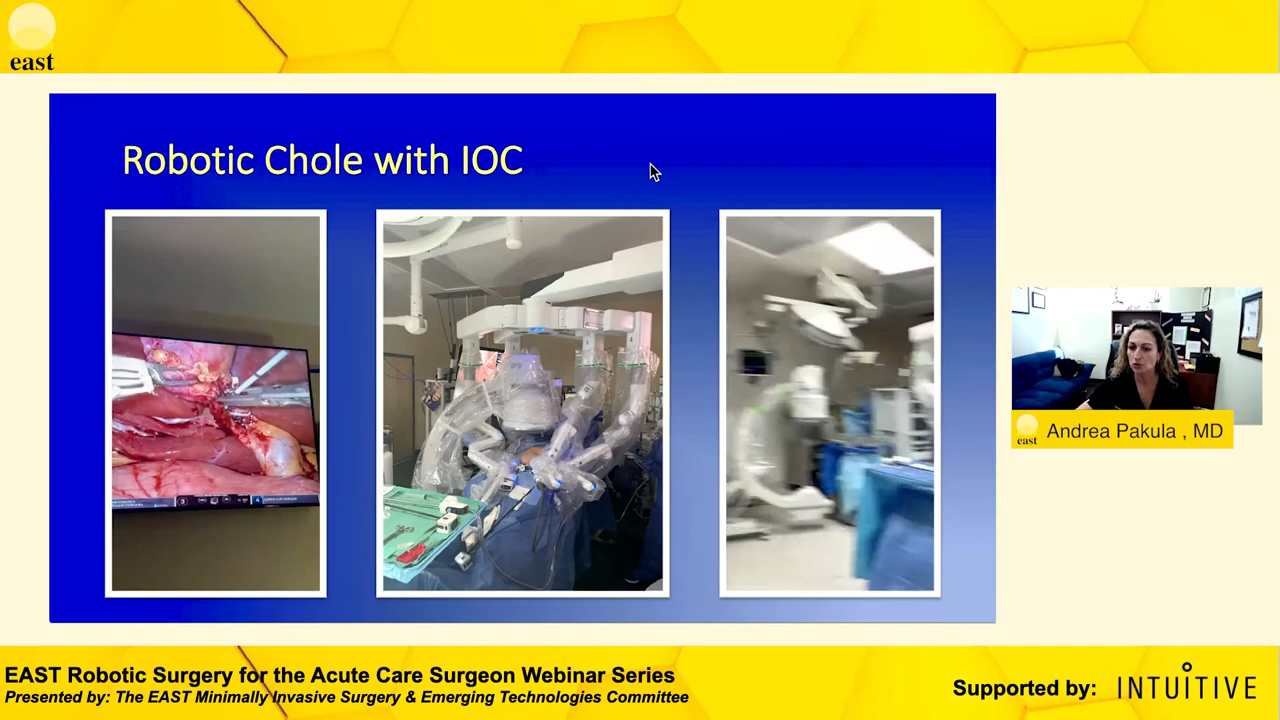 east
Robotic Chole with IOC
east
Andrea Pakula , MD
EAST Robotic Surgery for the Acute Care Surgeon Webinar Series
Presented by: The EAST Minimally Invasive Surgery & Emerging Technologies Committee
Supported by:
INTUITIVE